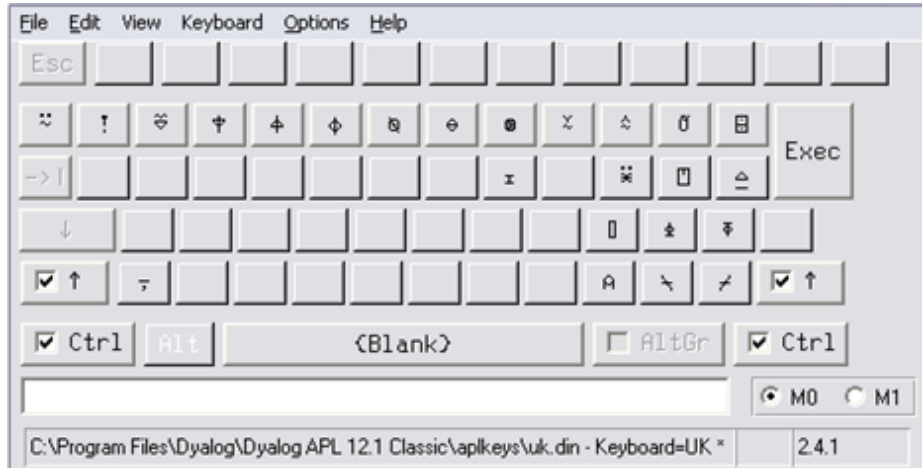 File Edit View Keyboard Options Help
Esc
⍨ ! ⍫ ⍒ ⍋ ⌽ ⍉ ⊖ ⍟ ⍱ ⍲ ⍥ ⌹ Exec
->| ⌶ ⍣ ⍞ ⍙
↓ ⌷ ⍎ ⍕
↑ ⍪ ⍝ ⍀ ⌿ ↑
Ctrl Alt {Blank} AltGr Ctrl
M0 M1
C:\Program Files\Dyalog\Dyalog APL 12.1 Classic\aplkeys\uk.din - Keyboard=UK * 2.4.1